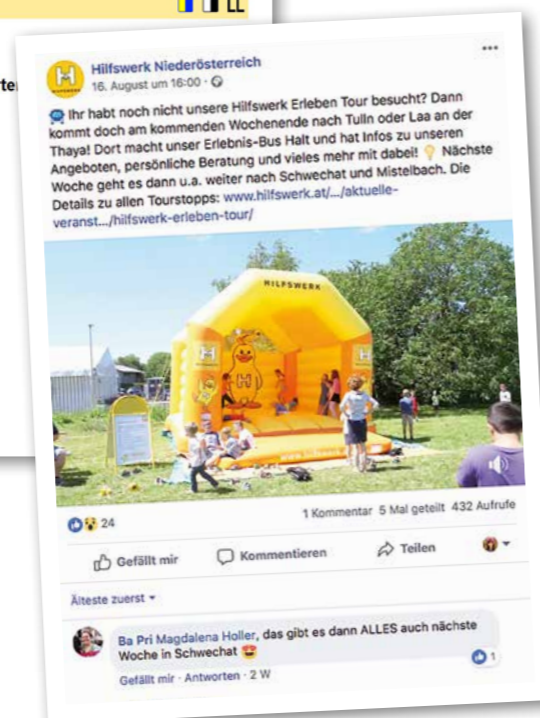 LL
rte
Hilfswerk Niederösterreich
16. August um 16:00 ·
Ihr habt noch nicht unsere Hilfswerk Erleben Tour besucht? Dann
kommt doch am kommenden Wochenende nach Tulln oder Laa an der
Thaya! Dort macht unser Erlebnis-Bus Halt und hat Infos zu unseren
Angeboten, persönliche Beratung und vieles mehr mit dabei! Nächste
Woche geht es dann u.a. weiter nach Schwechat und Mistelbach. Die
Details zu allen Tourstopps: www.hilfswerk.at/.../aktuelle-
veranst.../hilfswerk-erleben-tour/
HILFSWERK
H
H
H
24
1 Kommentar 5 Mal geteilt 432 Aufrufe
Gefällt mir Kommentieren Teilen
Älteste zuerst
Ba Pri Magdalena Holler, das gibt es dann ALLES auch nächste
Woche in Schwechat
1
Gefällt mir · Antworten · 2 W